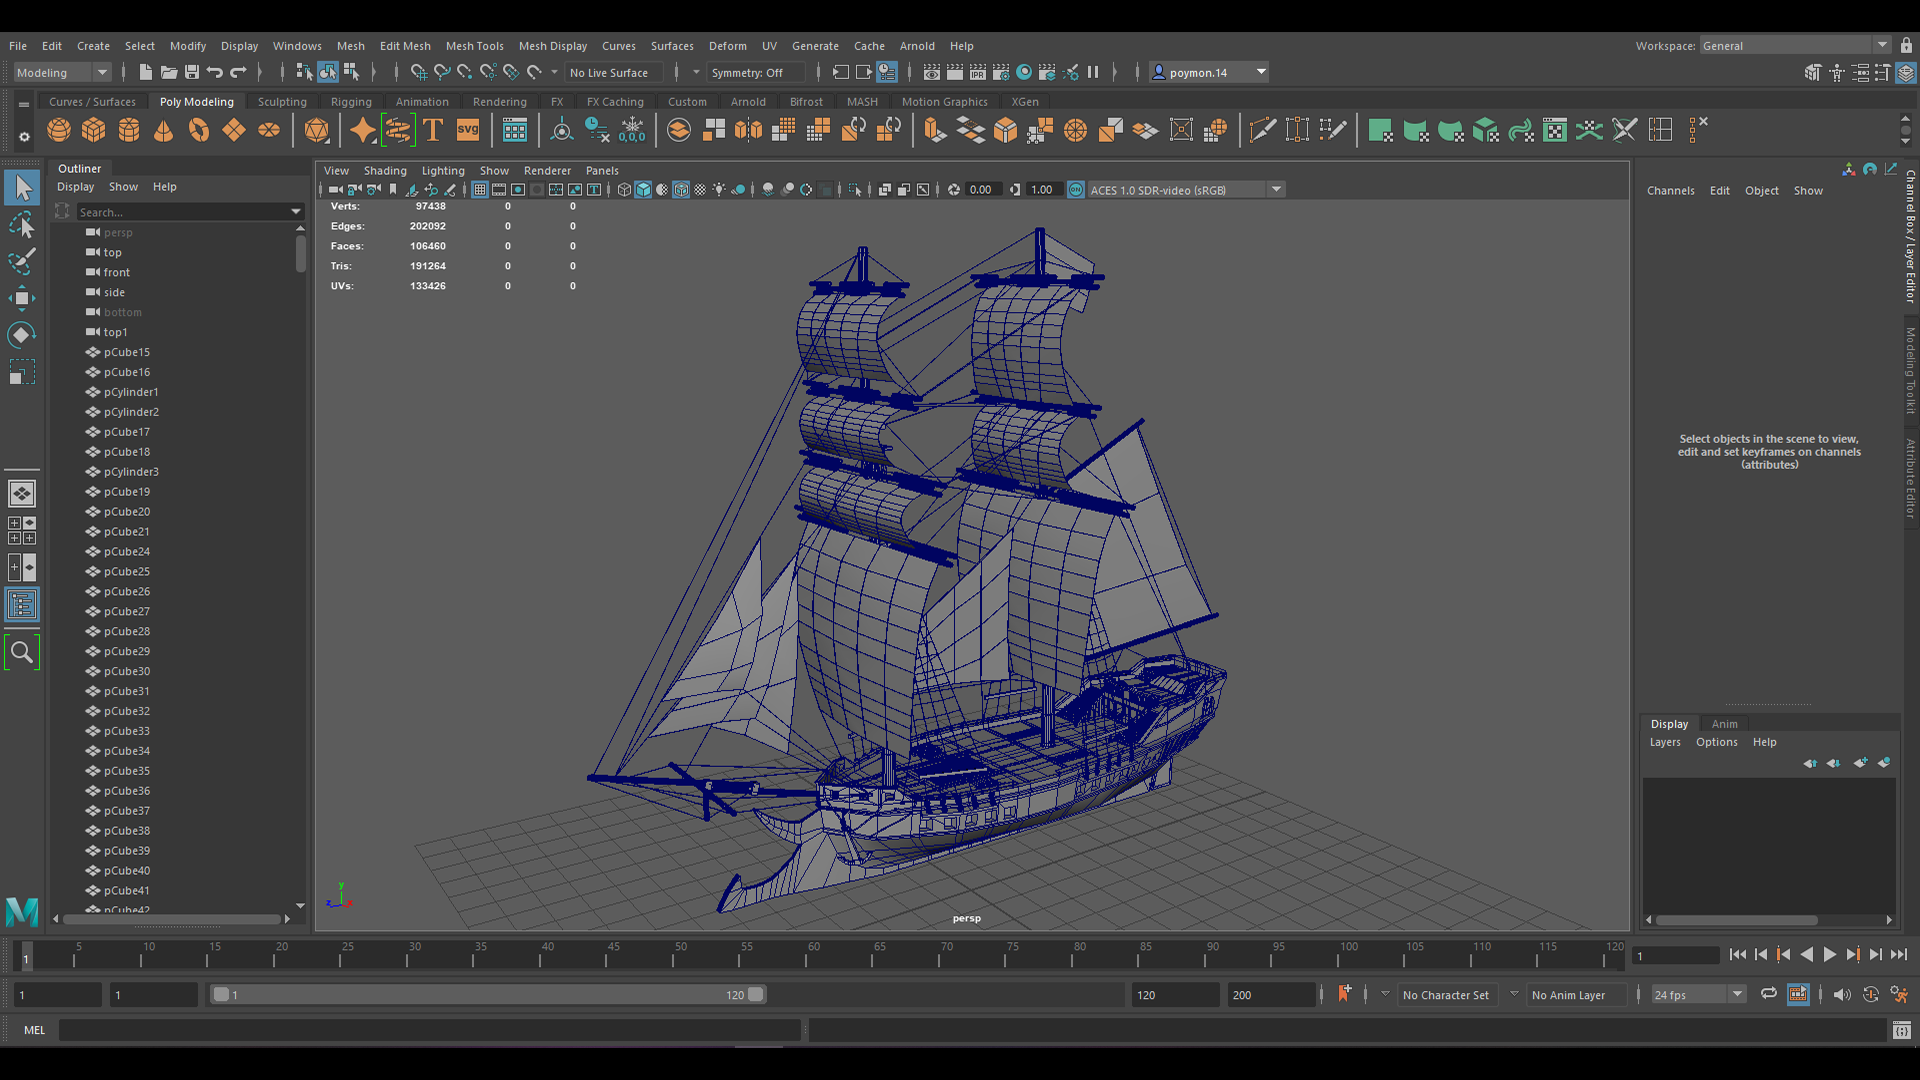 File Edit Create Select Modify Display Windows Mesh Edit Mesh Mesh Tools Mesh Display Curves Surfaces Deform UV Generate Cache Arnold Help Workspace: General
Modeling No Live Surface Symmetry: Off IPR poymon.14
Curves / Surfaces Poly Modeling Sculpting Rigging Animation Rendering FX FX Caching Custom Arnold Bifrost MASH Motion Graphics XGen
T SVG 0,0,0
Outliner
Display Show Help
Search...
persp
top
front
side
bottom
top1
pCube15
pCube16
pCylinder1
pCylinder2
pCube17
pCube18
pCylinder3
pCube19
pCube20
pCube21
pCube24
pCube25
pCube26
pCube27
pCube28
pCube29
pCube30
pCube31
pCube32
pCube33
pCube34
pCube35
pCube36
pCube37
pCube38
pCube39
pCube40
pCube41
pCube42
View Shading Lighting Show Renderer Panels
0.00 1.00 ON ACES 1.0 SDR-video (sRGB)
Verts: 97438 0 0
Edges: 202092 0 0
Faces: 106460 0 0
Tris: 191264 0 0
UVs: 133426 0 0
y
z x
persp
Channels Edit Object Show
Select objects in the scene to view,
edit and set keyframes on channels
(attributes)
Channel Box / Layer Editor
Modeling Toolkit
Attribute Editor
Display Anim
Layers Options Help
M
1 5 10 15 20 25 30 35 40 45 50 55 60 65 70 75 80 85 90 95 100 105 110 115 120 1
1 1 1 120 120 200 No Character Set No Anim Layer 24 fps
MEL